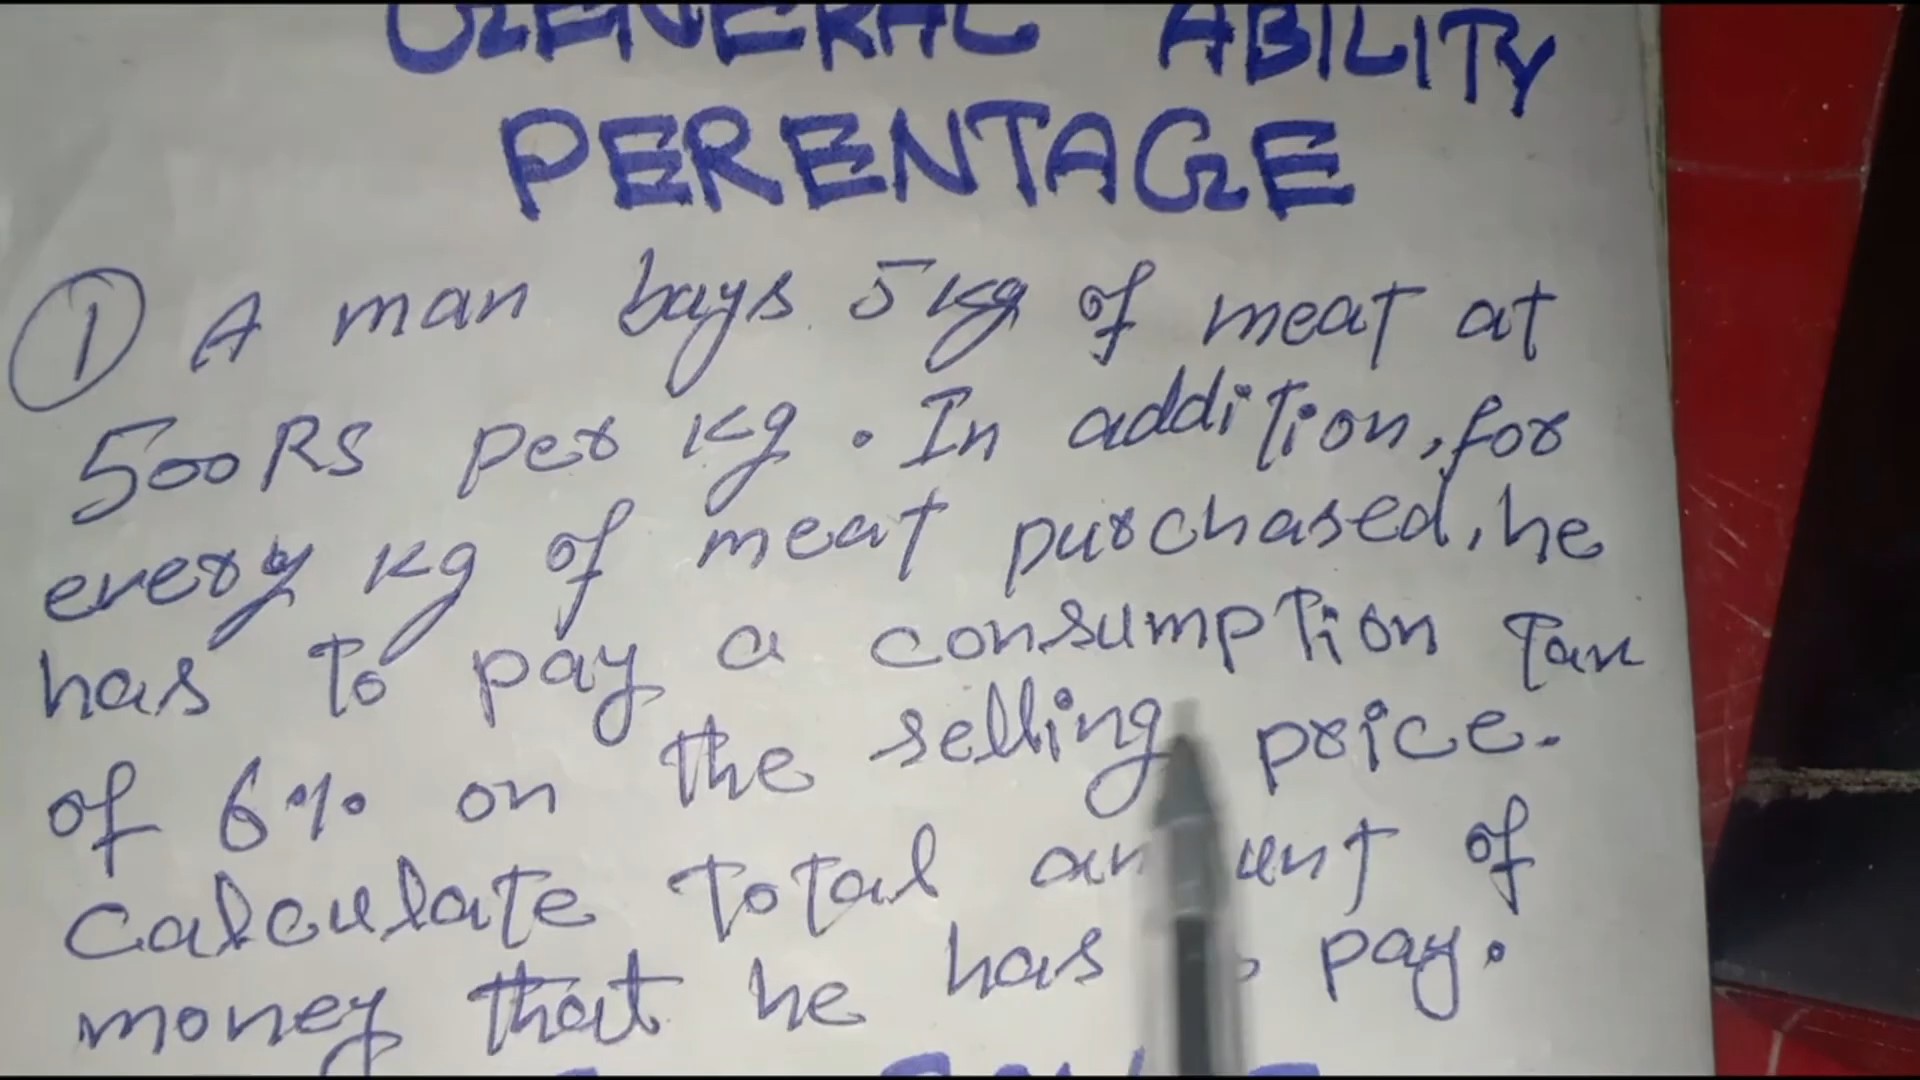 GENERAL ABILITY
PERENTAGE
① A man bays 5 kg of meat at
500 RS per kg. In addition, for
every kg of meat purchased, he
has to pay a consumption Tax
of 6% on the selling price.
Calculate total of
money that he has pay.